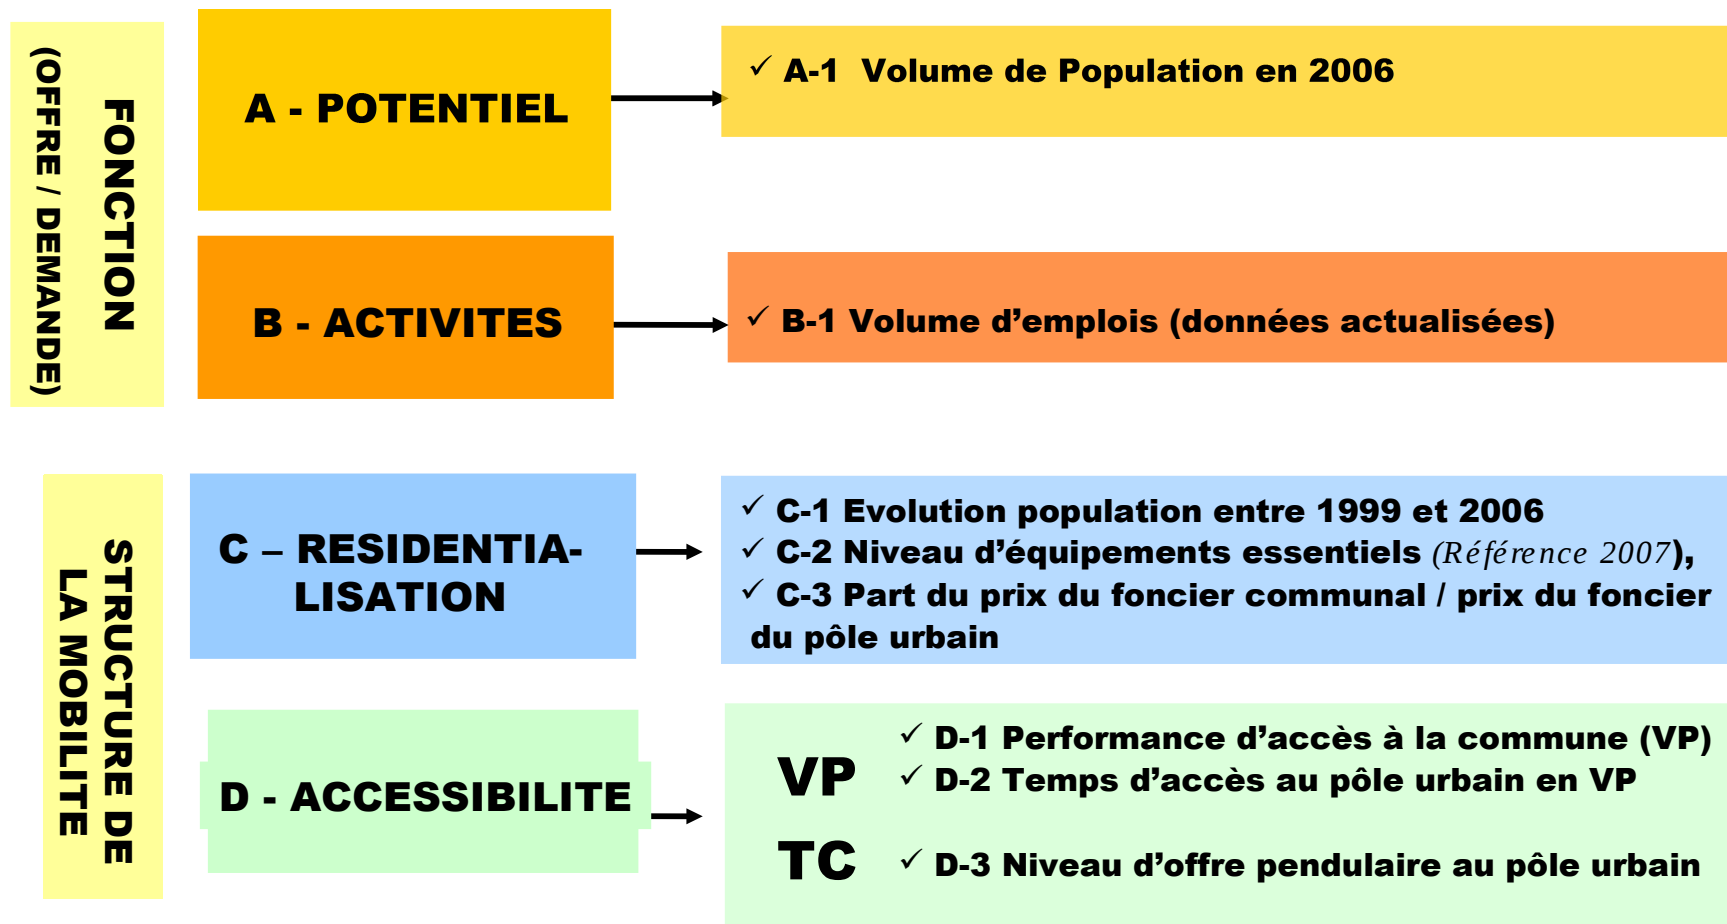 FONCTION
(OFFRE / DEMANDE)
A - POTENTIEL
✓ A-1 Volume de Population en 2006
B - ACTIVITES
✓ B-1 Volume d’emplois (données actualisées)
STRUCTURE DE
LA MOBILITE
C – RESIDENTIA-
LISATION
✓ C-1 Evolution population entre 1999 et 2006
✓ C-2 Niveau d’équipements essentiels (Référence 2007),
✓ C-3 Part du prix du foncier communal / prix du foncier
du pôle urbain
D - ACCESSIBILITE
VP
✓ D-1 Performance d’accès à la commune (VP)
✓ D-2 Temps d’accès au pôle urbain en VP
TC
✓ D-3 Niveau d’offre pendulaire au pôle urbain